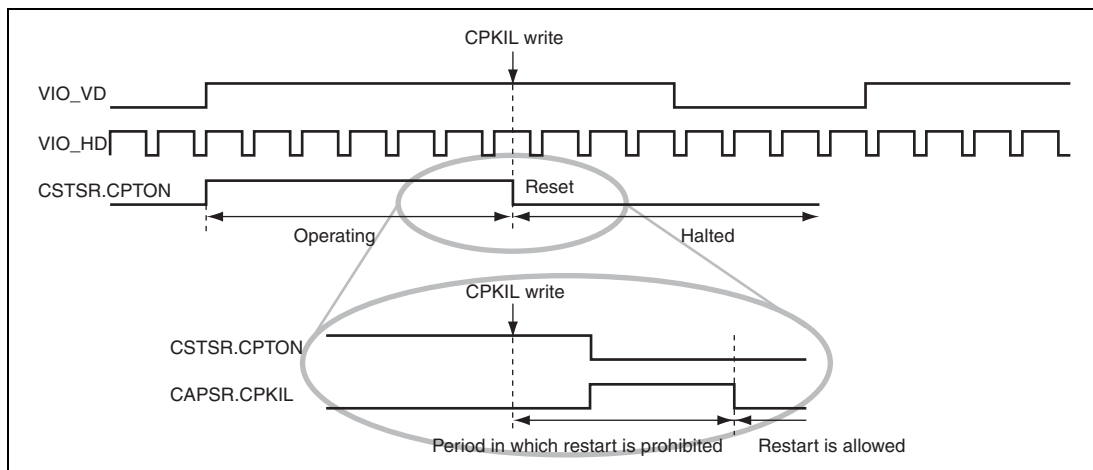 CPKIL write
VIO_VD
VIO_HD
CSTSR.CPTON
Reset
Operating
Halted
CPKIL write
CSTSR.CPTON
CAPSR.CPKIL
Period in which restart is prohibited
Restart is allowed